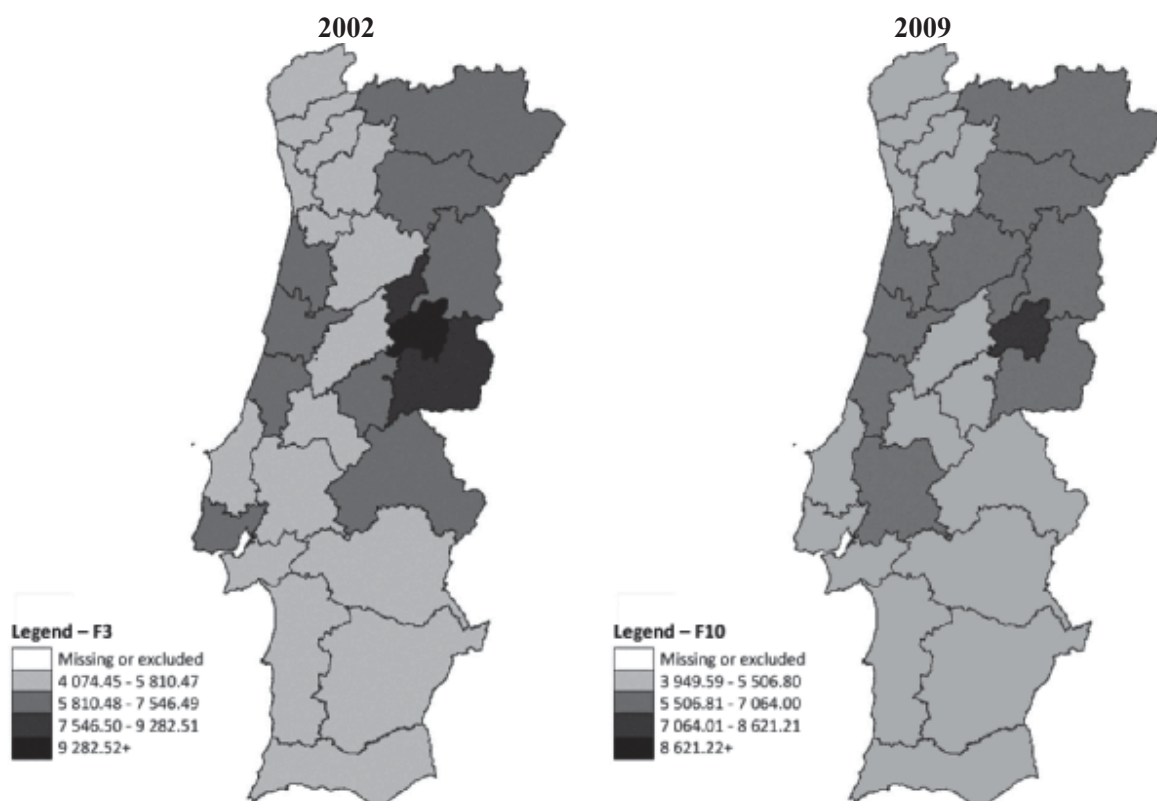 2002
2009
Legend – F3
Missing or excluded
4 074.45 - 5 810.47
5 810.48 - 7 546.49
7 546.50 - 9 282.51
9 282.52+
Legend – F10
Missing or excluded
3 949.59 - 5 506.80
5 506.81 - 7 064.00
7 064.01 - 8 621.21
8 621.22+